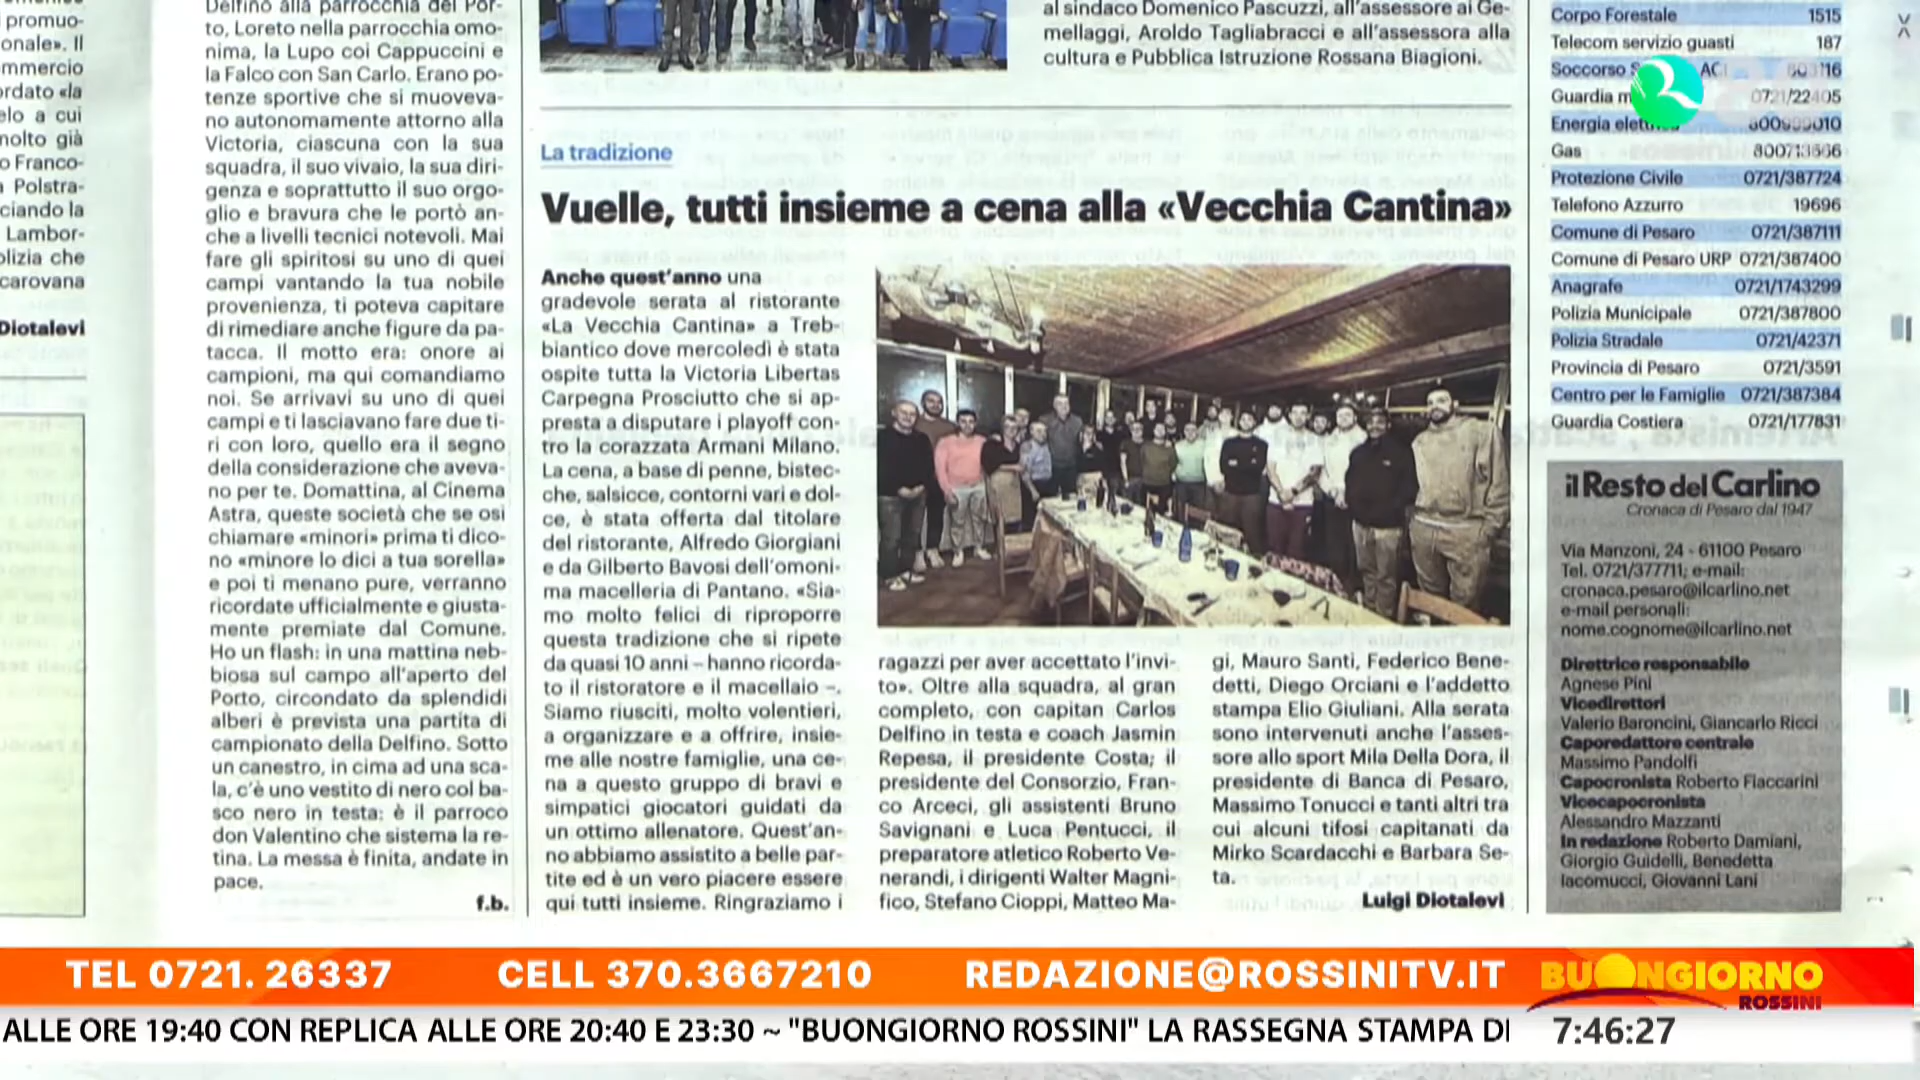 promuo-
onale». Il
mmercio
ordato «la
elo a cui
molto già
o Franco-
a Polstra-
ciando la
Lambor-
olizia che
carovana
Diotalevi
Delfino alla parrocchia del Por-
to, Loreto nella parrocchia omo-
nima, la Lupo coi Cappuccini e
la Falco con San Carlo. Erano po-
tenze sportive che si muoveva-
no autonomamente attorno alla
Victoria, ciascuna con la sua
squadra, il suo vivaio, la sua diri-
genza e soprattutto il suo orgo-
glio e bravura che le portò an-
che a livelli tecnici notevoli. Mai
fare gli spiritosi su uno di quei
campi vantando la tua nobile
provenienza, ti poteva capitare
di rimediare anche figure da pa-
tacca. Il motto era: onore ai
campioni, ma qui comandiamo
noi. Se arrivavi su uno di quei
campi e ti lasciavano fare due ti-
ri con loro, quello era il segno
della considerazione che aveva-
no per te. Domattina, al Cinema
Astra, queste società che se osi
chiamare «minori» prima ti dico-
no «minore lo dici a tua sorella»
e poi ti menano pure, verranno
ricordate ufficialmente e giusta-
mente premiate dal Comune.
Ho un flash: in una mattina neb-
biosa sul campo all'aperto del
Porto, circondato da splendidi
alberi è prevista una partita di
campionato della Delfino. Sotto
un canestro, in cima ad una sca-
la, c'è uno vestito di nero col ba-
sco nero in testa: è il parroco
don Valentino che sistema la re-
tina. La messa è finita, andate in
pace.
f.b.
al sindaco Domenico Pascuzzi, all'assessore ai Ge-
mellaggi, Aroldo Tagliabracci e all'assessora alla
cultura e Pubblica Istruzione Rossana Biagioni.
La tradizione
Vuelle, tutti insieme a cena alla «Vecchia Cantina»
Anche quest'anno una
gradevole serata al ristorante
«La Vecchia Cantina» a Treb-
biantico dove mercoledì è stata
ospite tutta la Victoria Libertas
Carpegna Prosciutto che si ap-
presta a disputare i playoff con-
tro la corazzata Armani Milano.
La cena, a base di penne, bistec-
che, salsicce, contorni vari e dol-
ce, è stata offerta dal titolare
del ristorante, Alfredo Giorgiani
e da Gilberto Bavosi dell'omoni-
ma macelleria di Pantano. «Sia-
mo molto felici di riproporre
questa tradizione che si ripete
da quasi 10 anni – hanno ricorda-
to il ristoratore e il macellaio –.
Siamo riusciti, molto volentieri,
a organizzare e a offrire, insie-
me alle nostre famiglie, una ce-
na a questo gruppo di bravi e
simpatici giocatori guidati da
un ottimo allenatore. Quest'an-
no abbiamo assistito a belle par-
tite ed è un vero piacere essere
qui tutti insieme. Ringraziamo i
ragazzi per aver accettato l'invi-
to». Oltre alla squadra, al gran
completo, con capitan Carlos
Delfino in testa e coach Jasmin
Repesa, il presidente Costa; il
presidente del Consorzio, Fran-
co Arceci, gli assistenti Bruno
Savignani e Luca Pentucci, il
preparatore atletico Roberto Ve-
nerandi, i dirigenti Walter Magni-
fico, Stefano Cioppi, Matteo Ma-
gi, Mauro Santi, Federico Bene-
detti, Diego Orciani e l'addetto
stampa Elio Giuliani. Alla serata
sono intervenuti anche l'asses-
sore allo sport Mila Della Dora, il
presidente di Banca di Pesaro,
Massimo Tonucci e tanti altri tra
cui alcuni tifosi capitanati da
Mirko Scardacchi e Barbara Se-
ta.
Luigi Diotalevi
Corpo Forestale 1515
Telecom servizio guasti 187
Soccorso ACI 803116
Guardia 0721/22405
Energia
Gas
Protezione Civile 0721/387724
Telefono Azzurro 19696
Comune di Pesaro 0721/387111
Comune di Pesaro URP 0721/387400
Anagrafe 0721/1743299
Polizia Municipale 0721/387800
Polizia Stradale 0721/42371
Provincia di Pesaro 0721/3591
Centro per le Famiglie 0721/387384
Guardia Costiera 0721/177831
il Resto del Carlino
Cronaca di Pesaro dal 1947
Via Manzoni, 24 - 61100 Pesaro
Tel. 0721/377711; e-mail:
cronaca.pesaro@ilcarlino.net
e-mail personali:
nome.cognome@ilcarlino.net
Direttrice responsabile
Agnese Pini
Vicedirettori
Valerio Baroncini, Giancarlo Ricci
Caporedattore centrale
Massimo Pandolfi
Capocronista Roberto Fiaccarini
Vicecapocronista
Alessandro Mazzanti
In redazione Roberto Damiani,
Giorgio Guidelli, Benedetta
Iacomucci, Giovanni Lani
TEL 0721. 26337 CELL 370.3667210 REDAZIONE@ROSSINITV.IT
BUONGIORNO
ROSSINI
ALLE ORE 19:40 CON REPLICA ALLE ORE 20:40 E 23:30 ~ "BUONGIORNO ROSSINI" LA RASSEGNA STAMPA DI
7:46:27